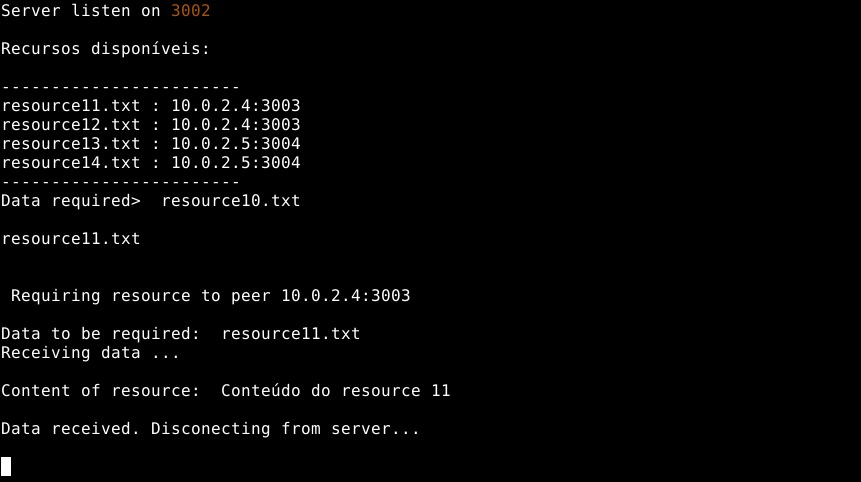 Server listen on 3002
Recursos disponíveis:
------------------------
resource11.txt : 10.0.2.4:3003
resource12.txt : 10.0.2.4:3003
resource13.txt : 10.0.2.5:3004
resource14.txt : 10.0.2.5:3004
------------------------
Data required>  resource10.txt
resource11.txt
Requiring resource to peer 10.0.2.4:3003
Data to be required:  resource11.txt
Receiving data ...
Content of resource:  Conteúdo do resource 11
Data received. Disconecting from server...